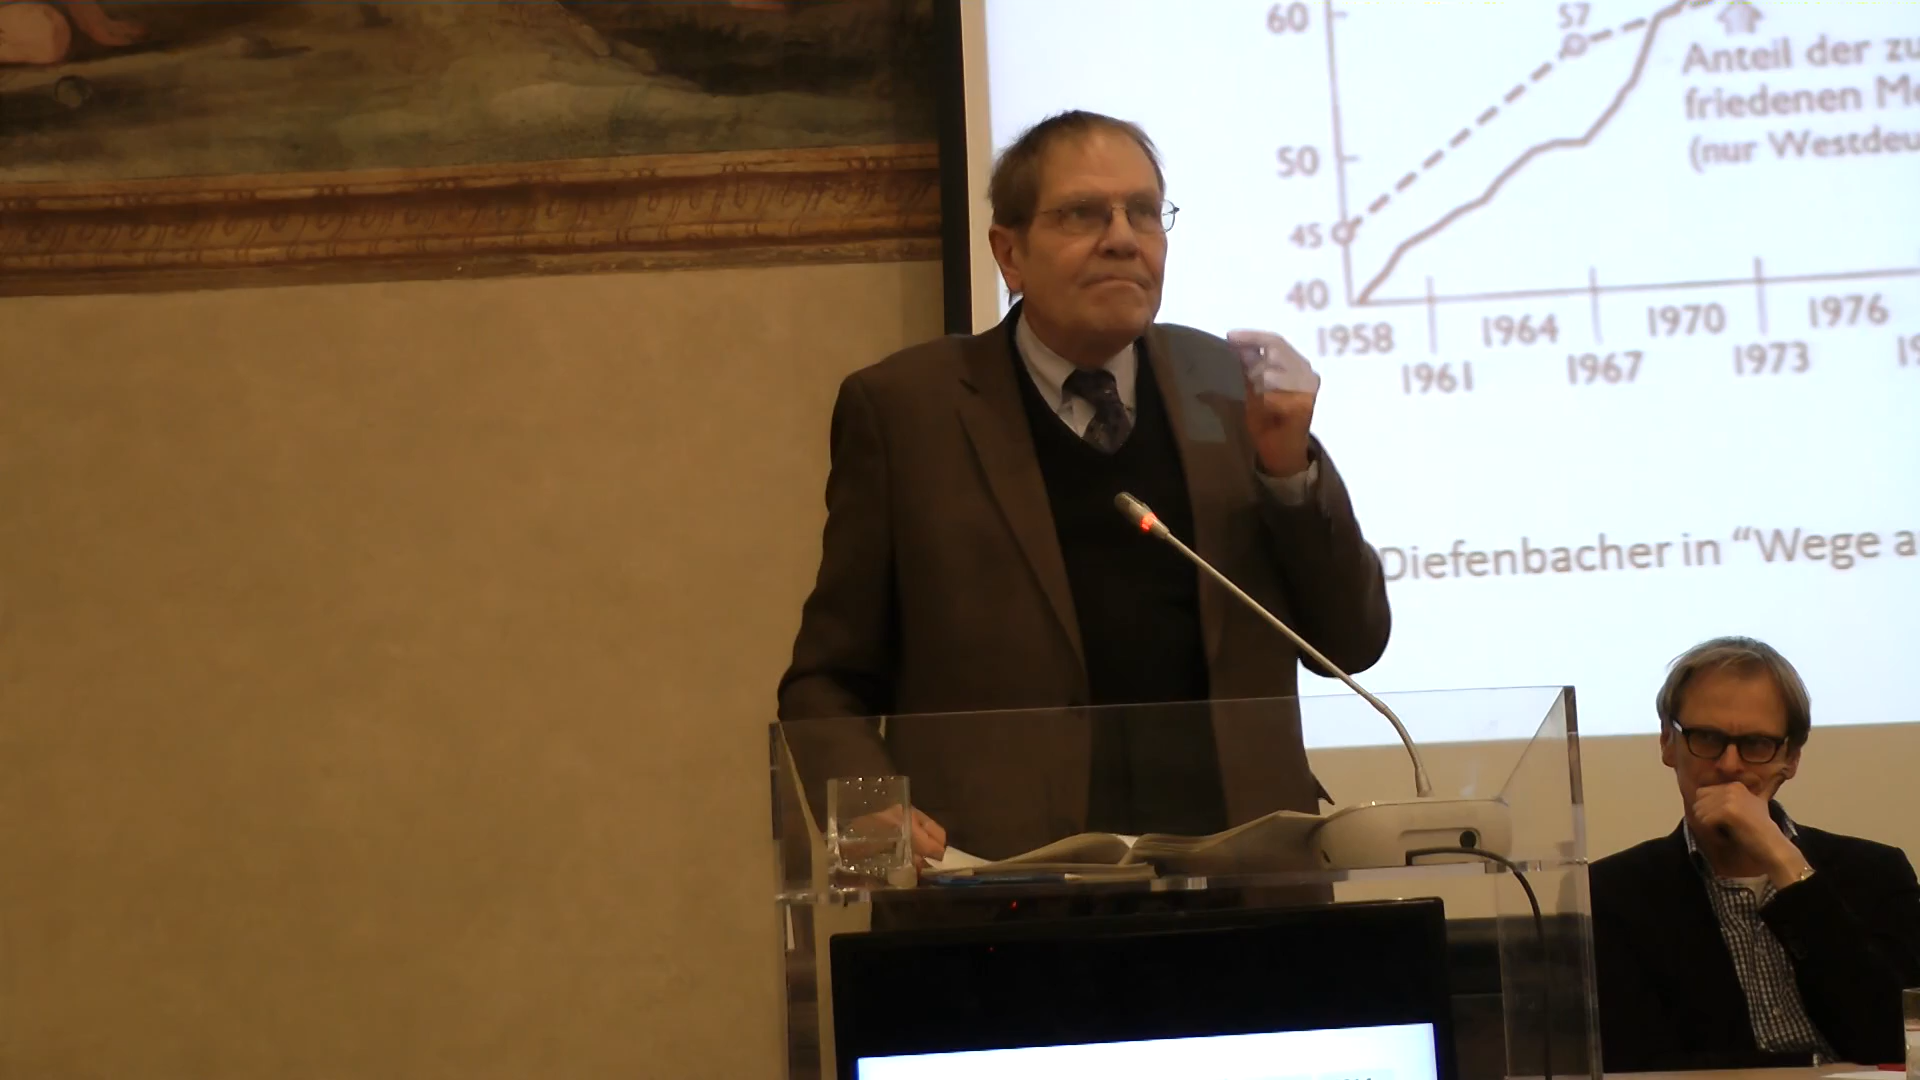 60
57
Anteil der zu
friedenen Me
(nur Westdeu
50
45
40
1958 1964 1970 1976
1961 1967 1973 19
Diefenbacher in “Wege a